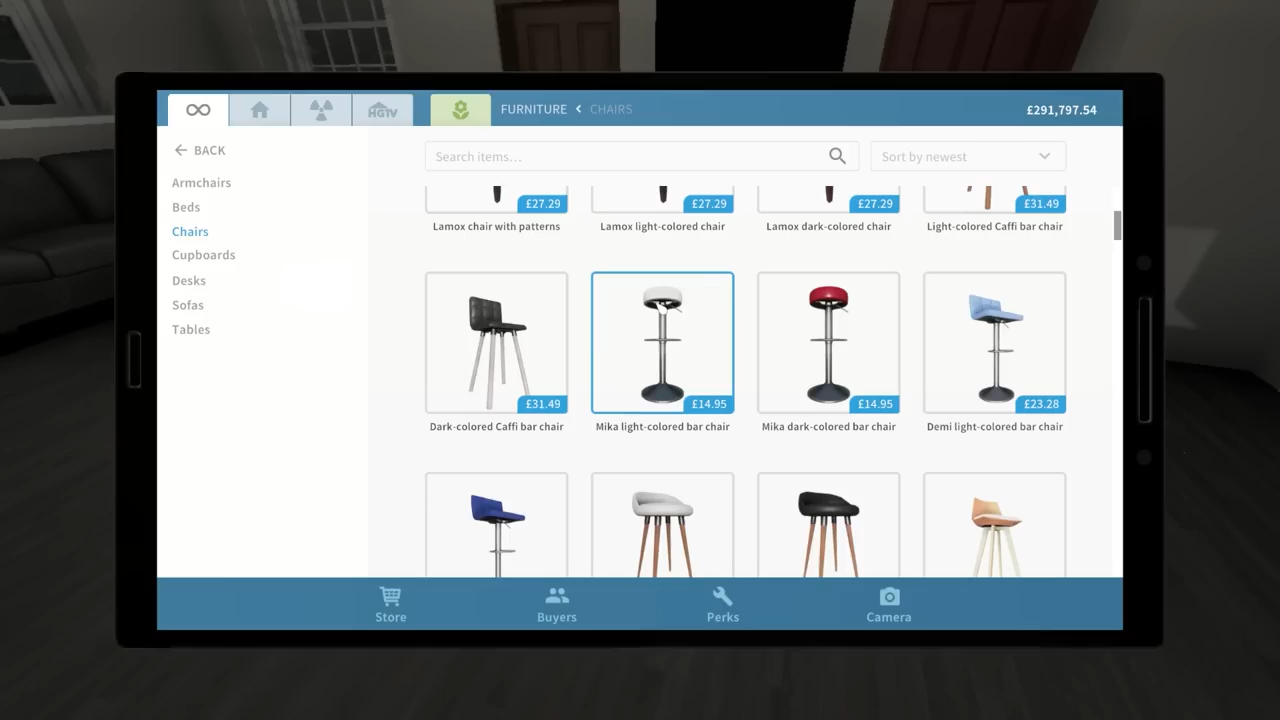 HGTV
FURNITURE < CHAIRS
£291,797.54
BACK
Armchairs
Beds
Chairs
Cupboards
Desks
Sofas
Tables
Search items...
Sort by newest
£27.29
£27.29
£27.29
£31.49
Lamox chair with patterns
Lamox light-colored chair
Lamox dark-colored chair
Light-colored Caffi bar chair
£31.49
£14.95
£14.95
£23.28
Dark-colored Caffi bar chair
Mika light-colored bar chair
Mika dark-colored bar chair
Demi light-colored bar chair
Store
Buyers
Perks
Camera